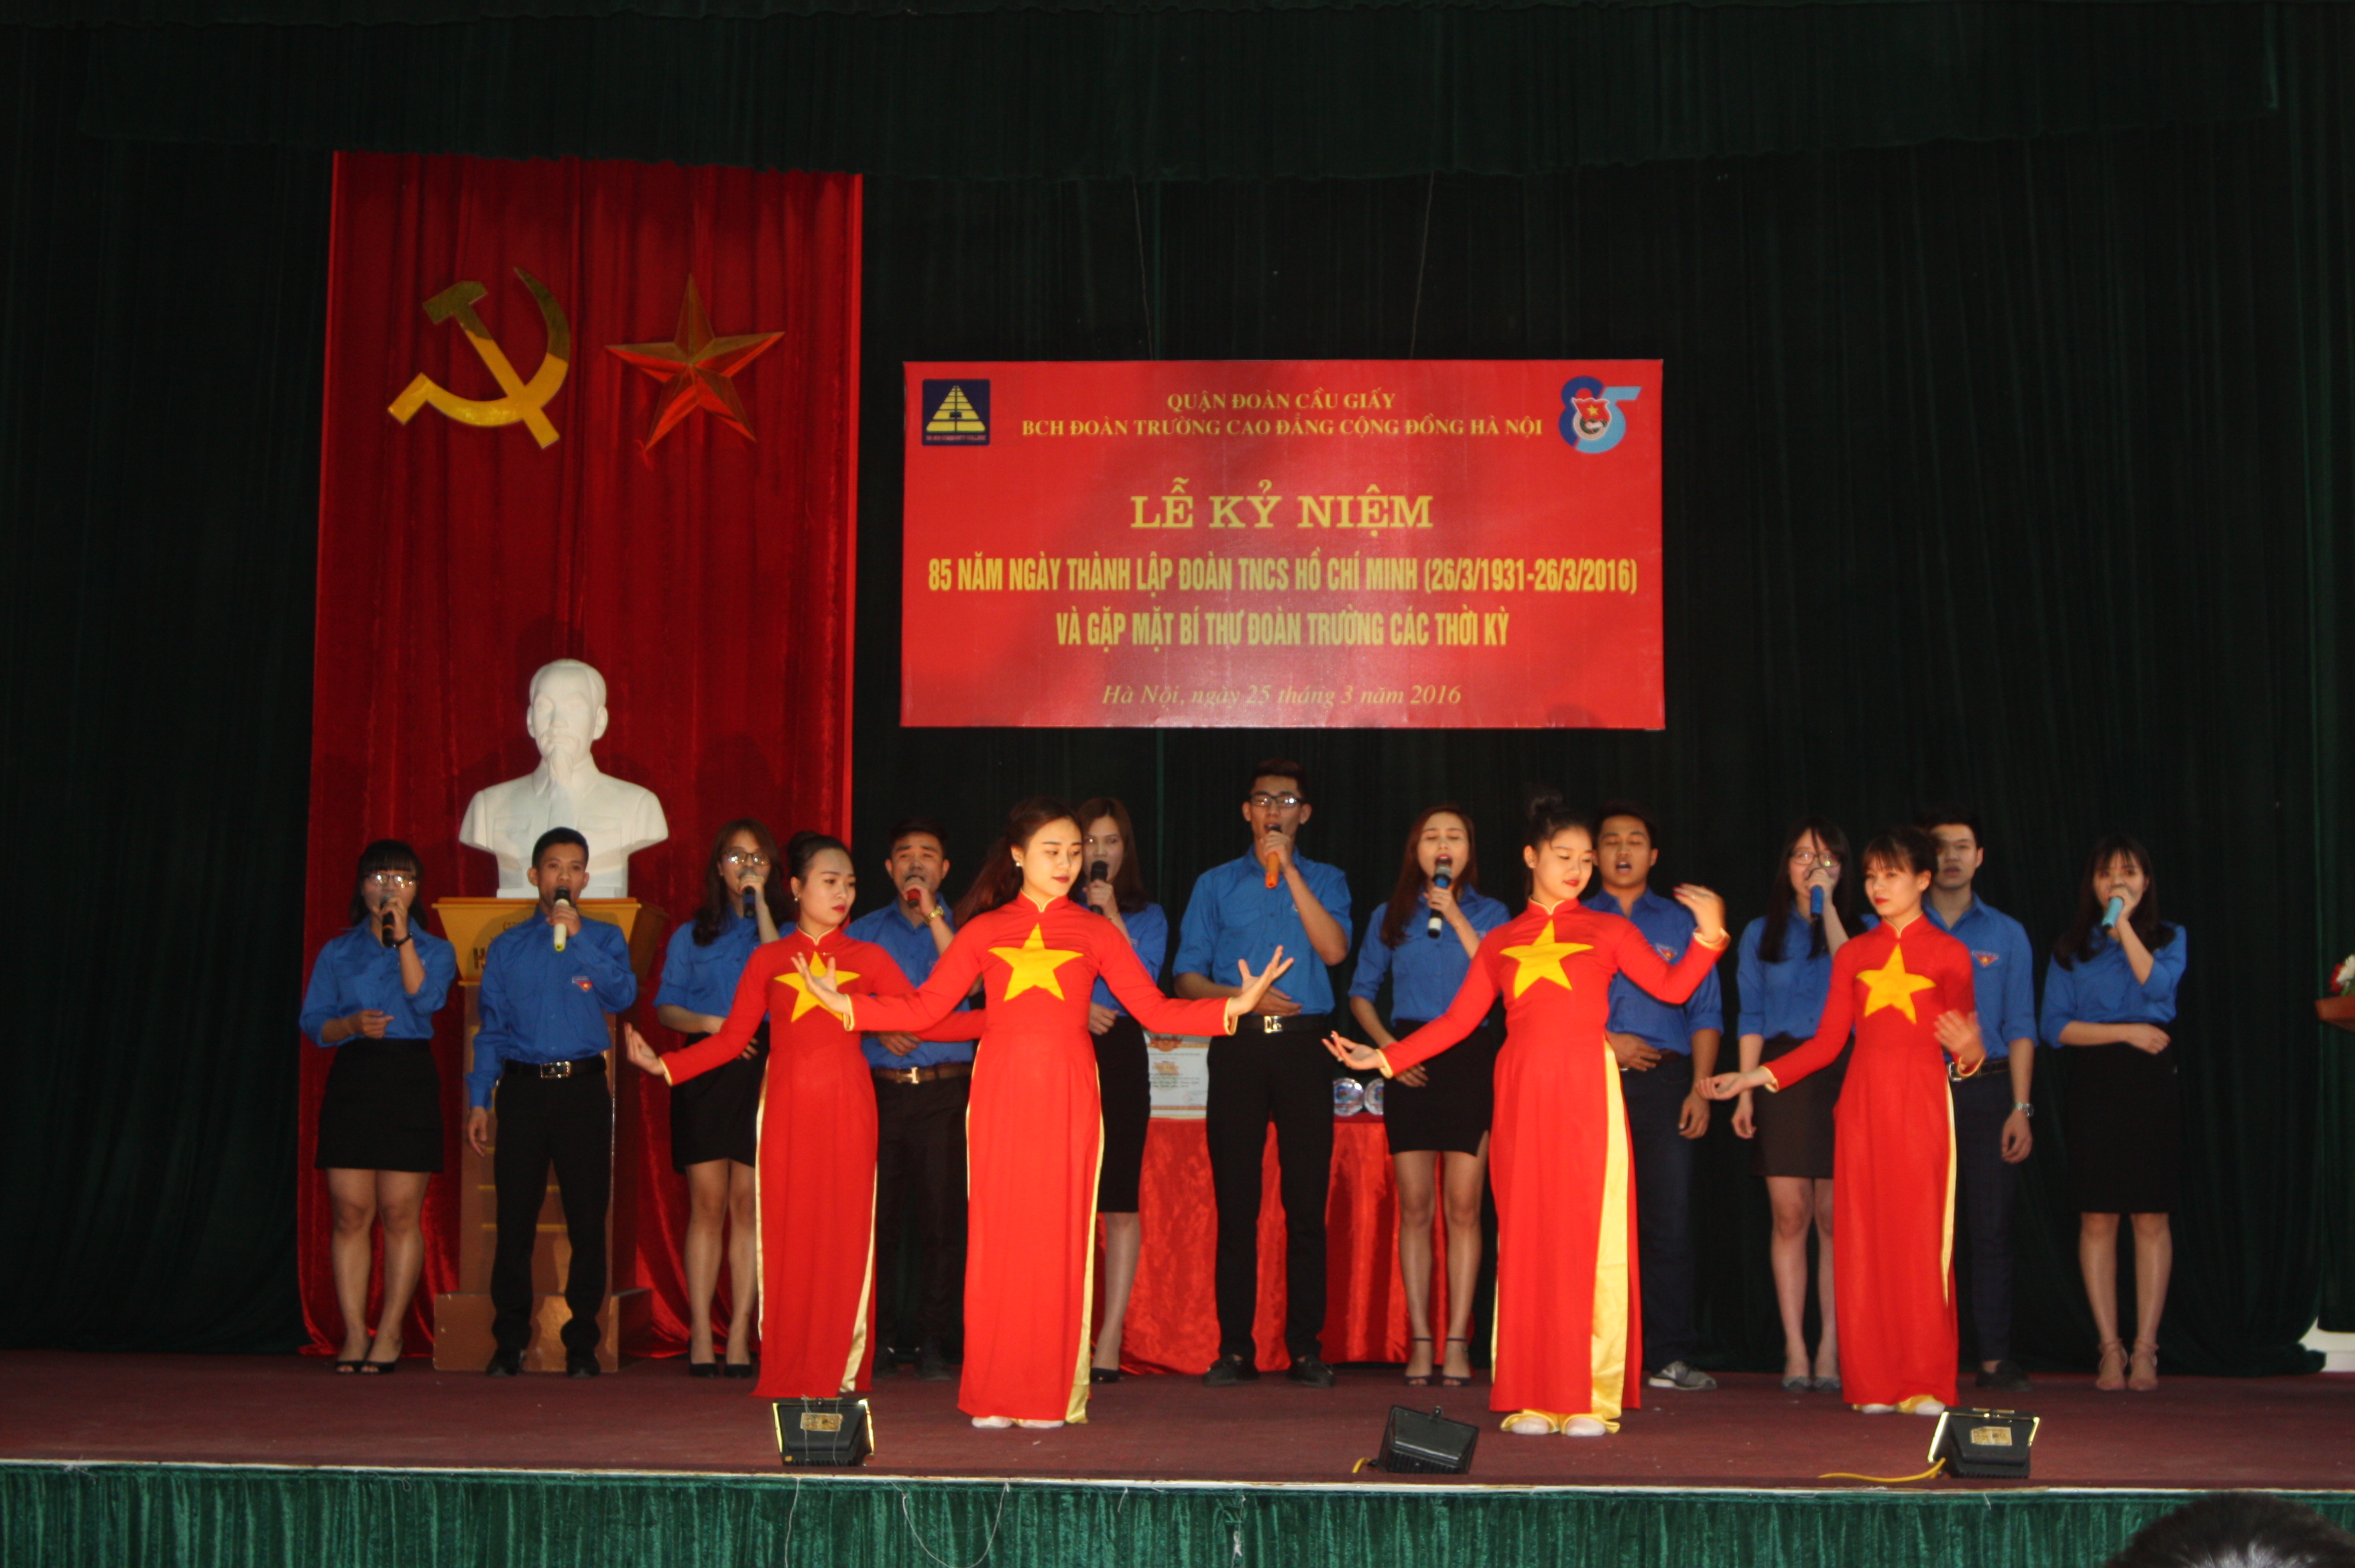 QUẬN ĐOÀN CẦU GIẤY
BCH ĐOÀN TRƯỜNG CAO ĐẲNG CỘNG ĐỒNG HÀ NỘI
85
LỄ KỶ NIỆM
85 NĂM NGÀY THÀNH LẬP ĐOÀN TNCS HỒ CHÍ MINH (26/3/1931-26/3/2016)
VÀ GẶP MẶT BÍ THƯ ĐOÀN TRƯỜNG CÁC THỜI KỲ
Hà Nội, ngày 25 tháng 3 năm 2016